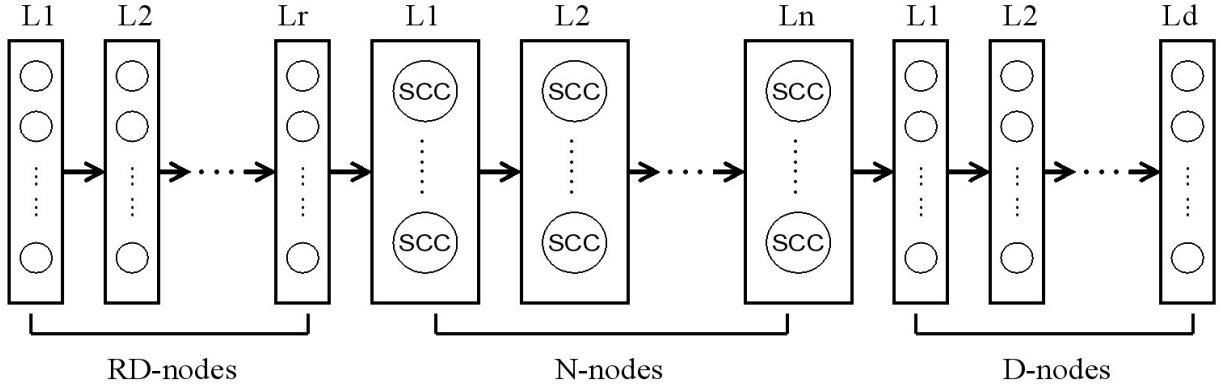 L1 L2 Lr L1 L2 Ln L1 L2 Ld
SCC SCC SCC
SCC SCC SCC
RD-nodes N-nodes D-nodes